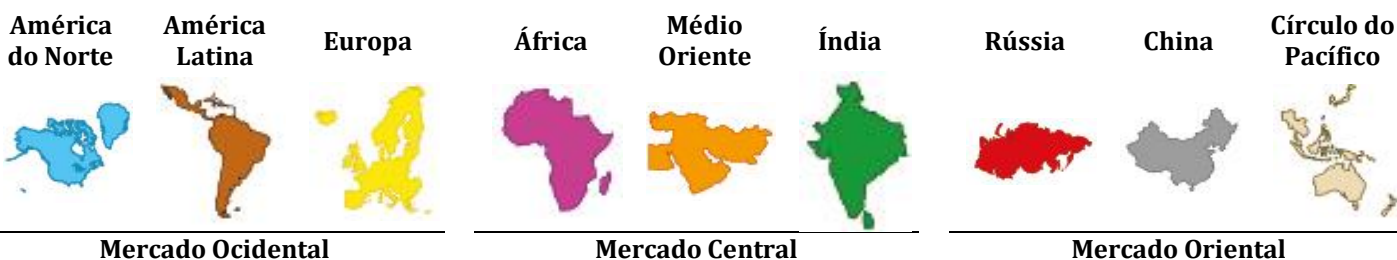 América
do Norte
América
Latina
Europa
África
Médio
Oriente
Índia
Rússia
China
Círculo do
Pacífico
Mercado Ocidental
Mercado Central
Mercado Oriental